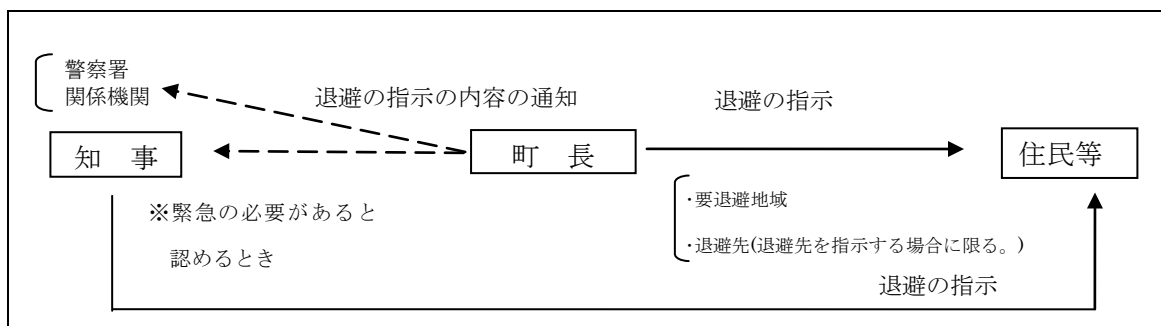 警察署
関係機関
退避の指示の内容の通知
退避の指示
知　事
町　長
住民等
※緊急の必要があると
認めるとき
・要退避地域
・退避先(退避先を指示する場合に限る。)
退避の指示